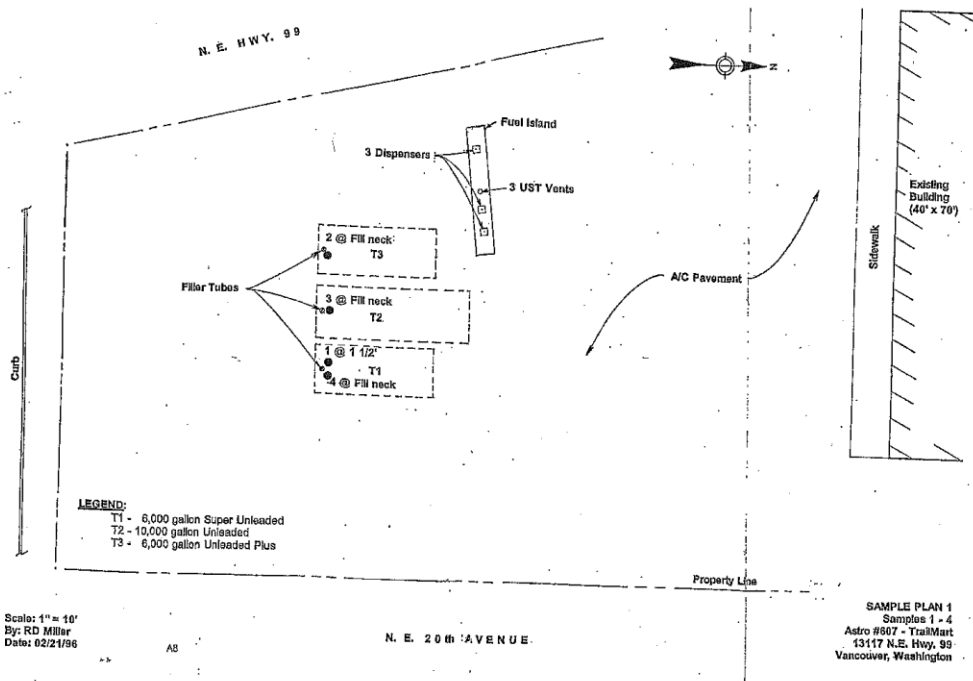 N. E. HWY. 99
N
Fuel Island
3 Dispensers
3 UST Vents
Existing
Building
(40' x 70')
Sidewalk
2 @ Fill neck
T3
Filler Tubes
3 @ Fill neck
T2
A/C Pavement
1 @ 1 1/2'
T1
4 @ Fill neck
Curb
LEGEND:
T1 - 6,000 gallon Super Unleaded
T2 - 10,000 gallon Unleaded
T3 - 6,000 gallon Unleaded Plus
Property Line
Scale: 1" = 10'
By: RD Miller
Date: 02/21/96
A8
N. E. 20th AVENUE
SAMPLE PLAN 1
Samples 1 - 4
Astro #607 - TrailMart
13117 N.E. Hwy. 99
Vancouver, Washington